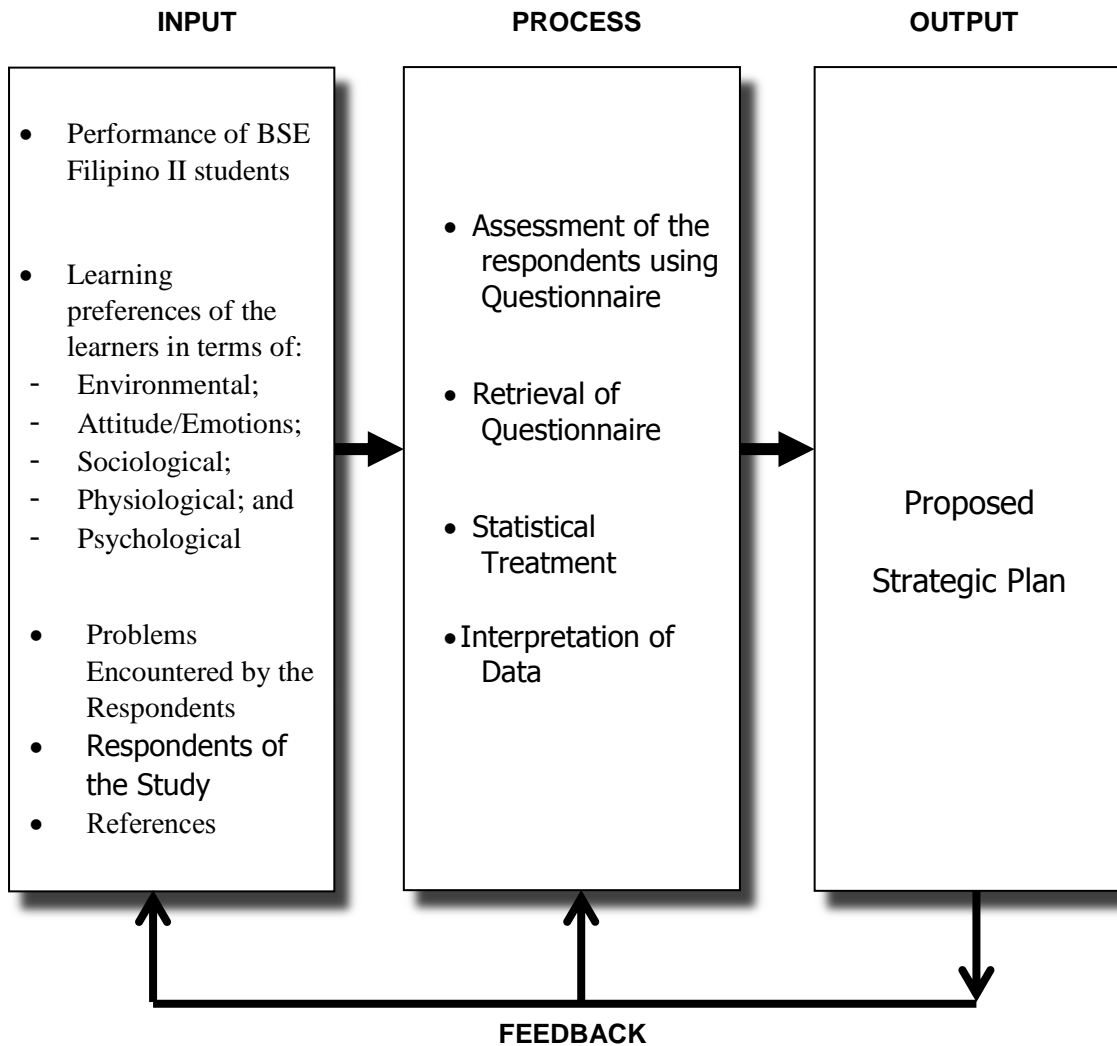 INPUT
PROCESS
OUTPUT
• Performance of BSE
Filipino II students
• Learning
preferences of the
learners in terms of:
- Environmental;
- Attitude/Emotions;
- Sociological;
- Physiological; and
- Psychological
• Problems
Encountered by the
Respondents
• Respondents of
the Study
• References
• Assessment of the
respondents using
Questionnaire
• Retrieval of
Questionnaire
• Statistical
Treatment
• Interpretation of
Data
Proposed
Strategic Plan
FEEDBACK